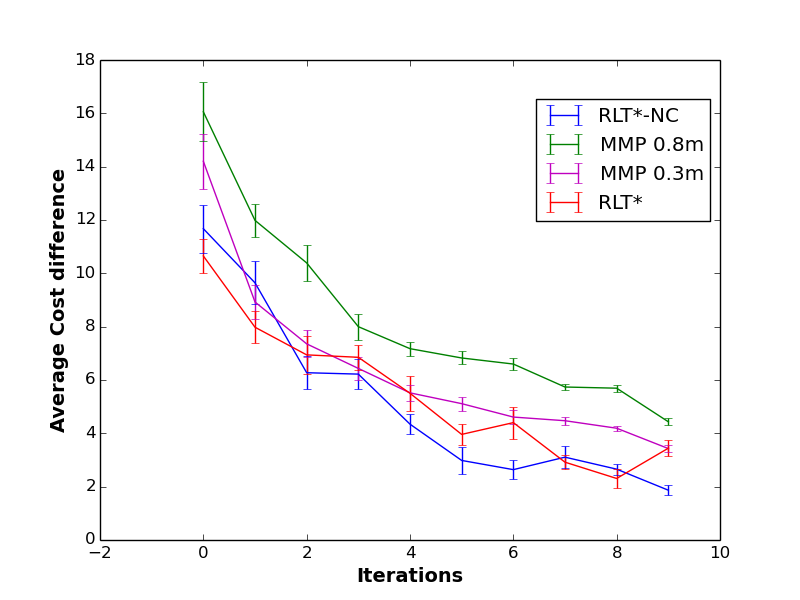 18
16
14
12
10
8
6
4
2
0
Average Cost difference
RLT*-NC
MMP 0.8m
MMP 0.3m
RLT*
−2 0 2 4 6 8 10
Iterations